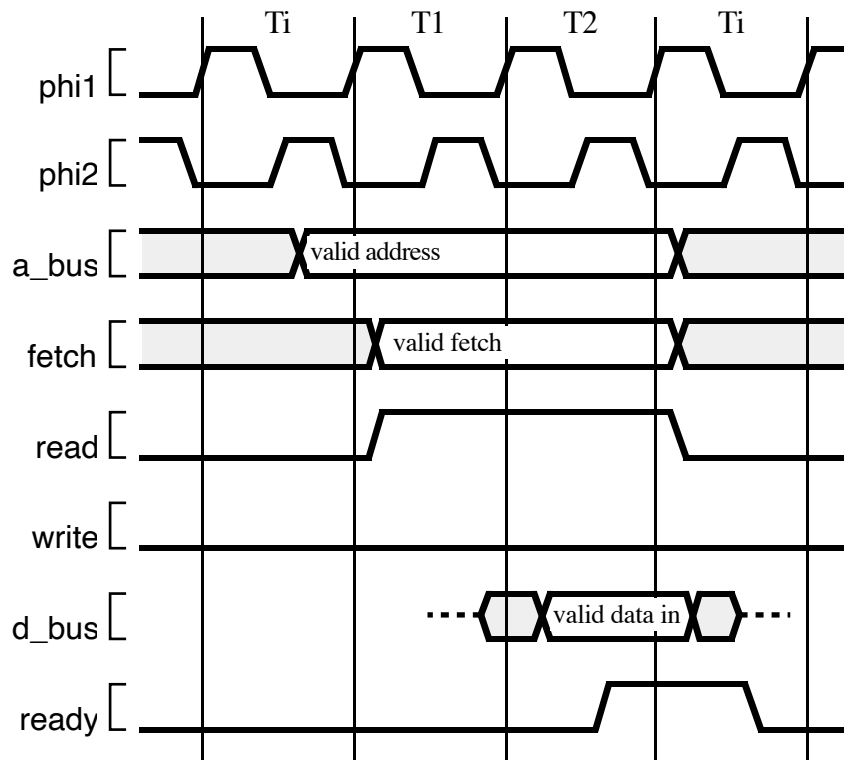 Ti T1 T2 Ti
phi1
phi2
a_bus valid address
fetch valid fetch
read
write
d_bus valid data in
ready